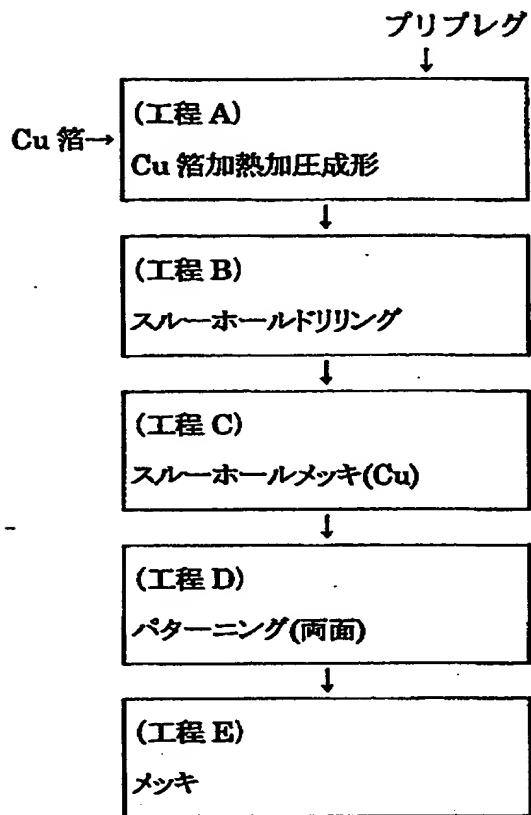 プリプレグ
↓
Cu 箔→
(工程 A)
Cu 箔加熱加圧成形
↓
(工程 B)
スルーホールドリリング
↓
(工程 C)
スルーホールメッキ(Cu)
↓
(工程 D)
パターニング(両面)
↓
(工程 E)
メッキ